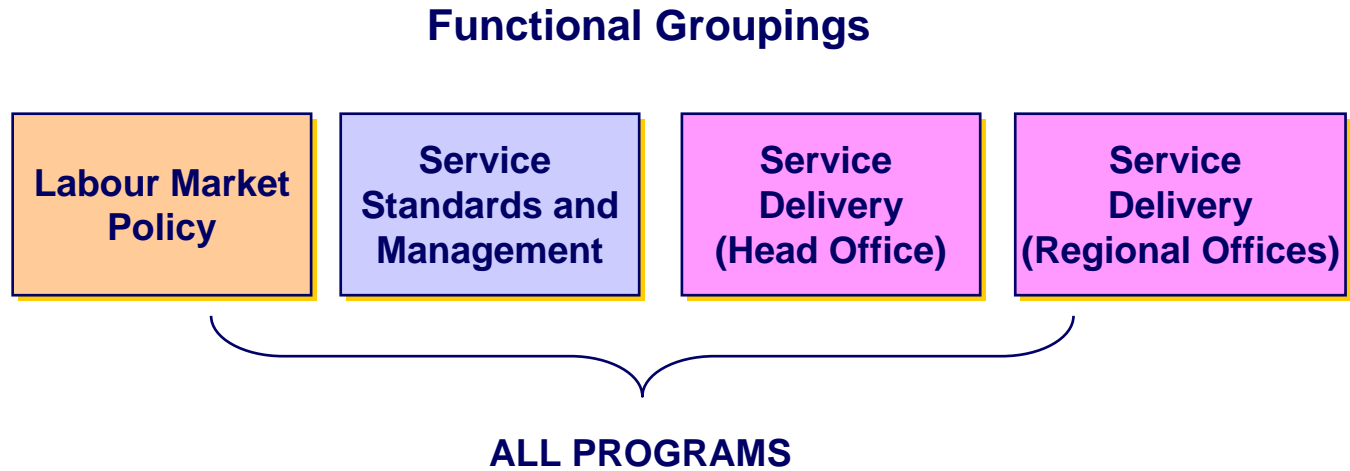 Functional Groupings
Labour Market
Policy
Service
Standards and
Management
Service
Delivery
(Head Office)
Service
Delivery
(Regional Offices)
ALL PROGRAMS